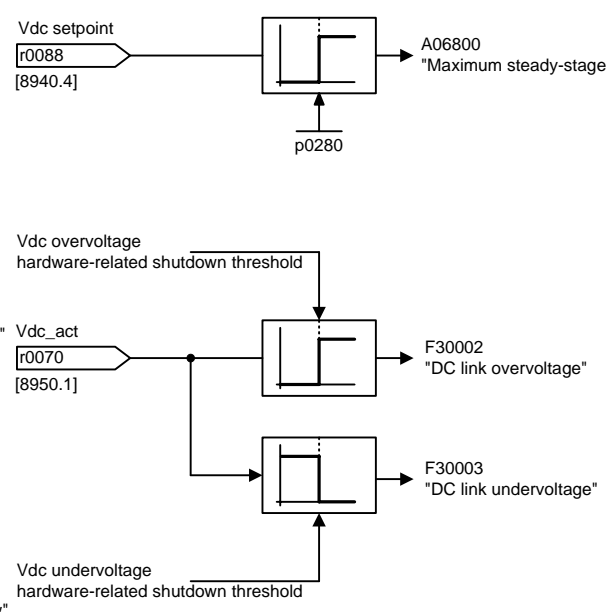 Vdc setpoint
r0088
[8940.4]
A06800
"Maximum steady-stage
p0280
Vdc overvoltage
hardware-related shutdown threshold
" Vdc_act
r0070
[8950.1]
F30002
"DC link overvoltage"
F30003
"DC link undervoltage"
Vdc undervoltage
hardware-related shutdown threshold